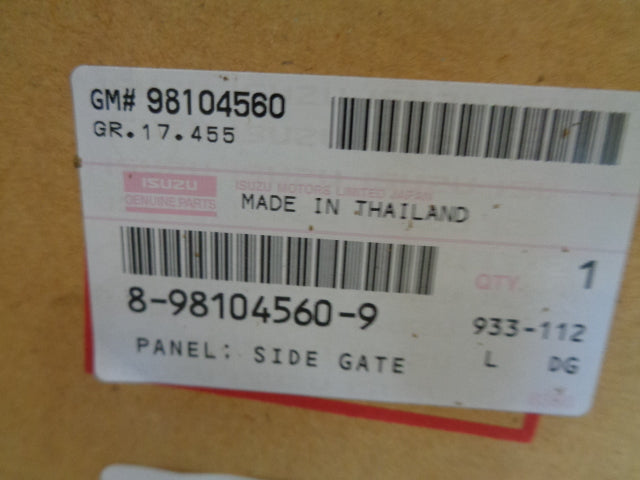 GM# 98104560
GR.17.455
ISUZU
GENUINE PARTS
ISUZU MOTORS LIMITED JAPAN
MADE IN THAILAND
8-98104560-9
QTY. 1
933-112
PANEL; SIDE GATE L DG